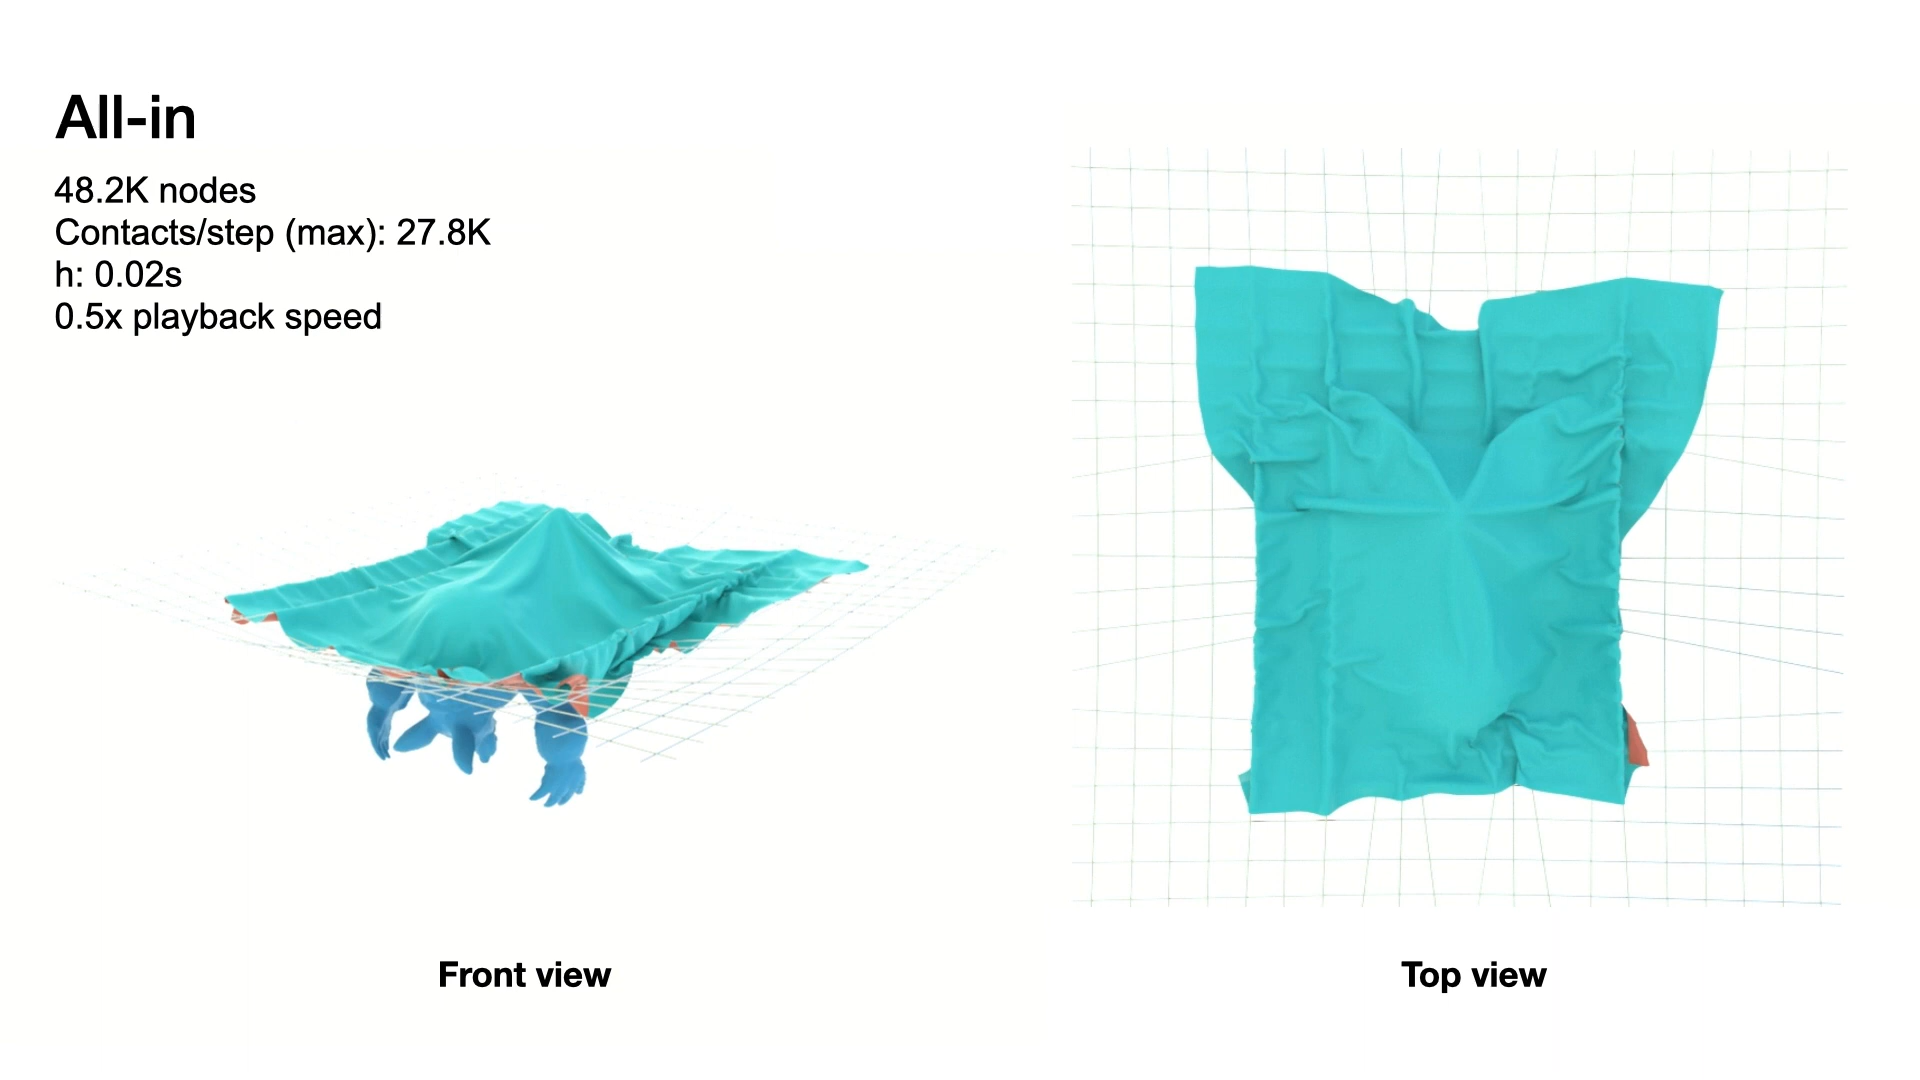 All-in
48.2K nodes
Contacts/step (max): 27.8K
h: 0.02s
0.5x playback speed
Front view
Top view